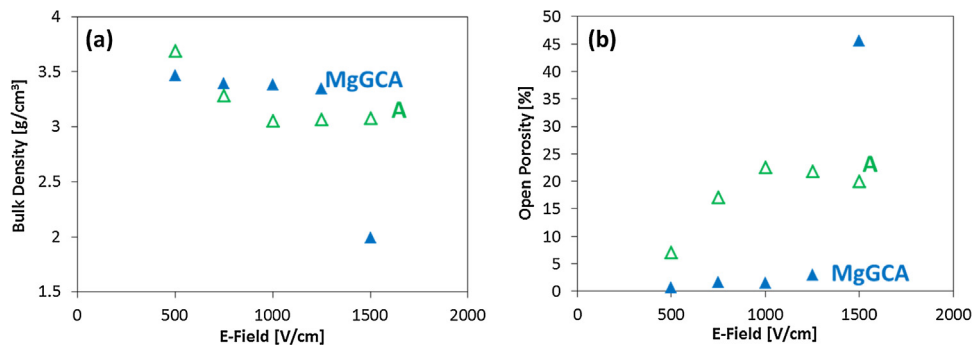 (a)
4
3.5
3
2.5
2
1.5
0
500
1000
1500
2000
Bulk Density [g/cm³]
E-Field [V/cm]
MgGCA
A
(b)
50
45
40
35
30
25
20
15
10
5
0
0
500
1000
1500
2000
Open Porosity [%]
E-Field [V/cm]
A
MgGCA